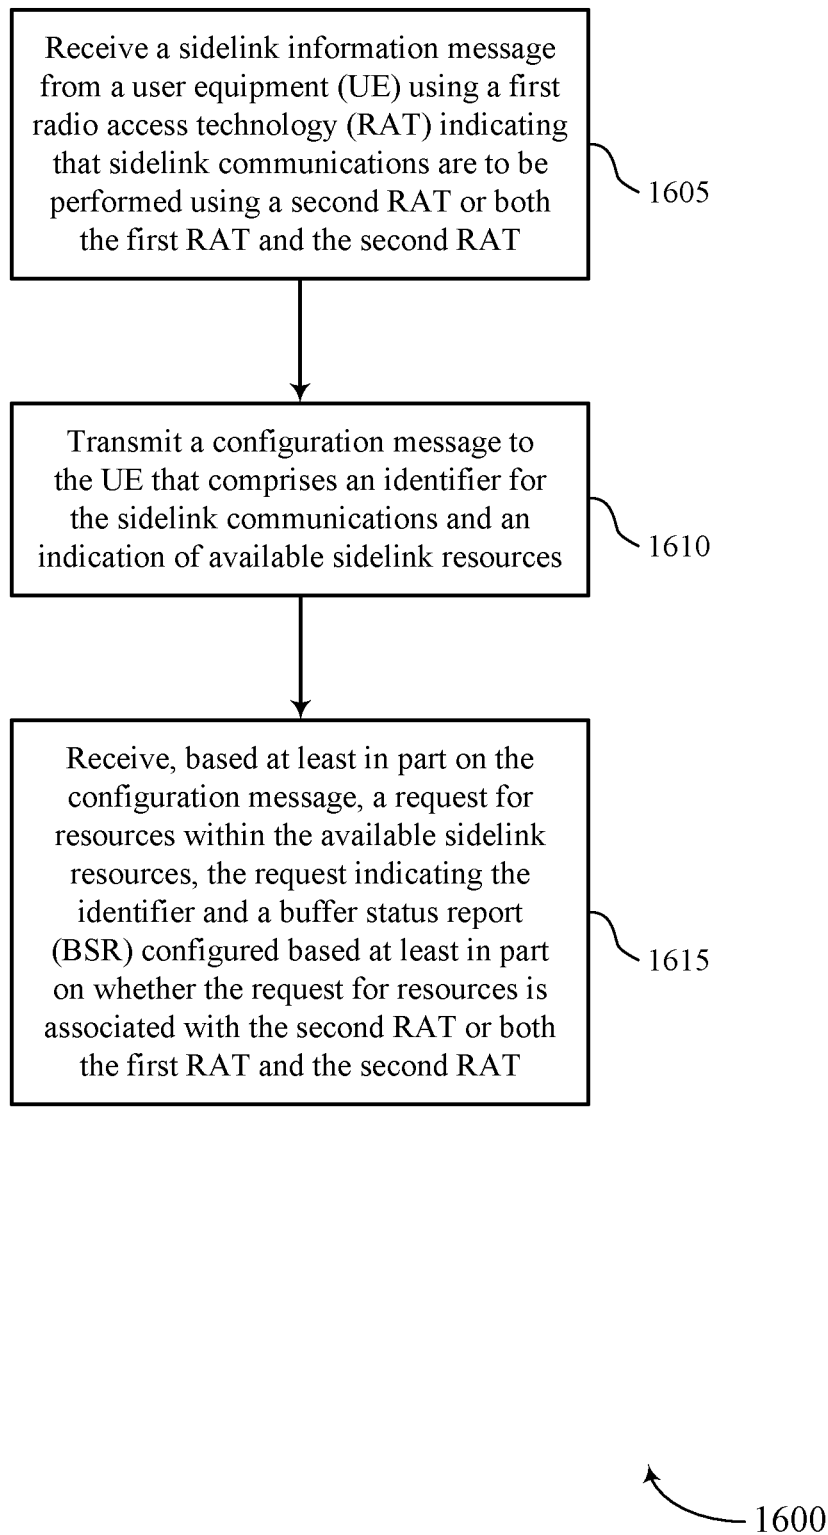 Receive a sidelink information message
from a user equipment (UE) using a first
radio access technology (RAT) indicating
that sidelink communications are to be
performed using a second RAT or both
the first RAT and the second RAT
1605
Transmit a configuration message to
the UE that comprises an identifier for
the sidelink communications and an
indication of available sidelink resources
1610
Receive, based at least in part on the
configuration message, a request for
resources within the available sidelink
resources, the request indicating the
identifier and a buffer status report
(BSR) configured based at least in part
on whether the request for resources is
associated with the second RAT or both
the first RAT and the second RAT
1615
1600